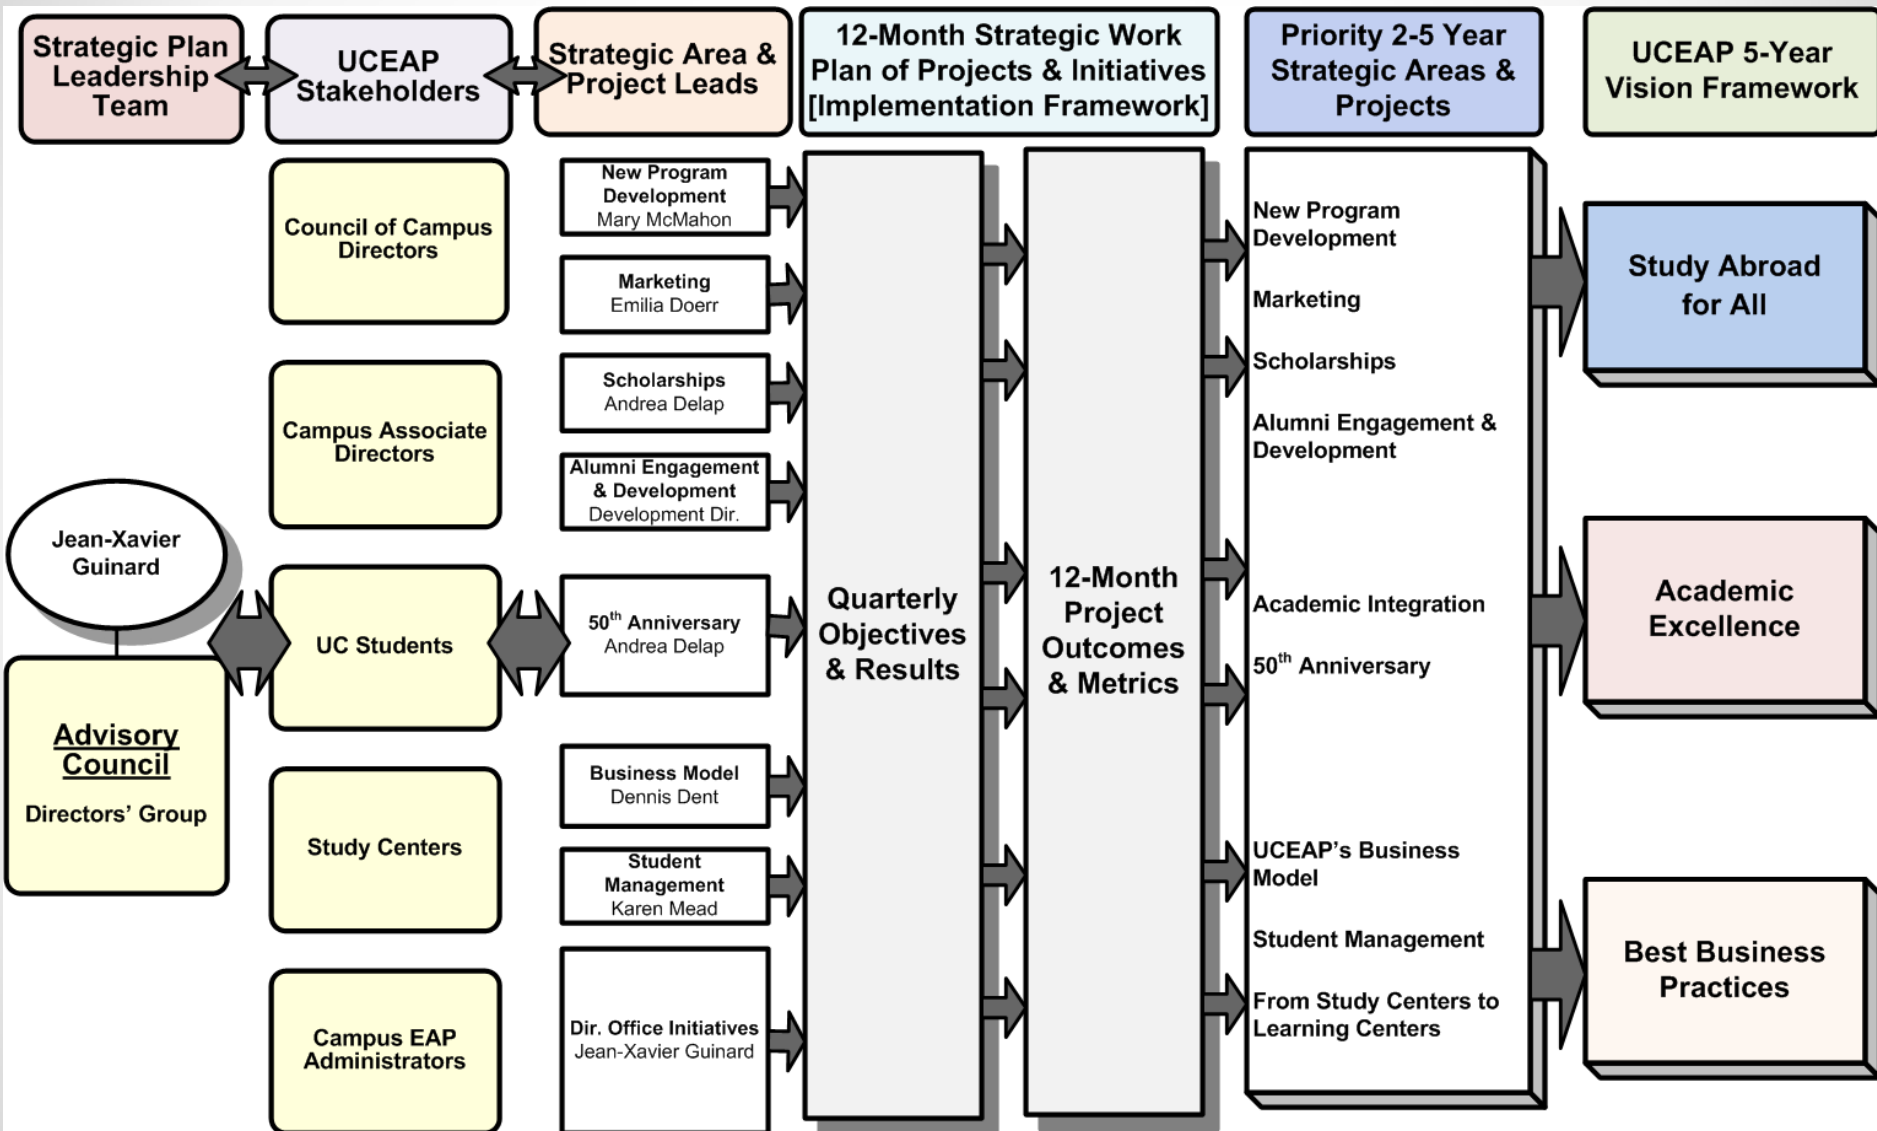 Strategic Plan
Leadership
Team
UCEAP
Stakeholders
Strategic Area &
Project Leads
12-Month Strategic Work
Plan of Projects & Initiatives
[Implementation Framework]
Priority 2-5 Year
Strategic Areas &
Projects
UCEAP 5-Year
Vision Framework
Jean-Xavier
Guinard
Advisory
Council
Directors' Group
Council of Campus
Directors
Campus Associate
Directors
UC Students
Study Centers
Campus EAP
Administrators
New Program
Development
Mary McMahon
Marketing
Emilia Doerr
Scholarships
Andrea Delap
Alumni Engagement
& Development
Development Dir.
50th Anniversary
Andrea Delap
Business Model
Dennis Dent
Student
Management
Karen Mead
Dir. Office Initiatives
Jean-Xavier Guinard
Quarterly
Objectives
& Results
12-Month
Project
Outcomes
& Metrics
New Program
Development
Marketing
Scholarships
Alumni Engagement &
Development
Academic Integration
50th Anniversary
UCEAP's Business
Model
Student Management
From Study Centers to
Learning Centers
Study Abroad
for All
Academic
Excellence
Best Business
Practices